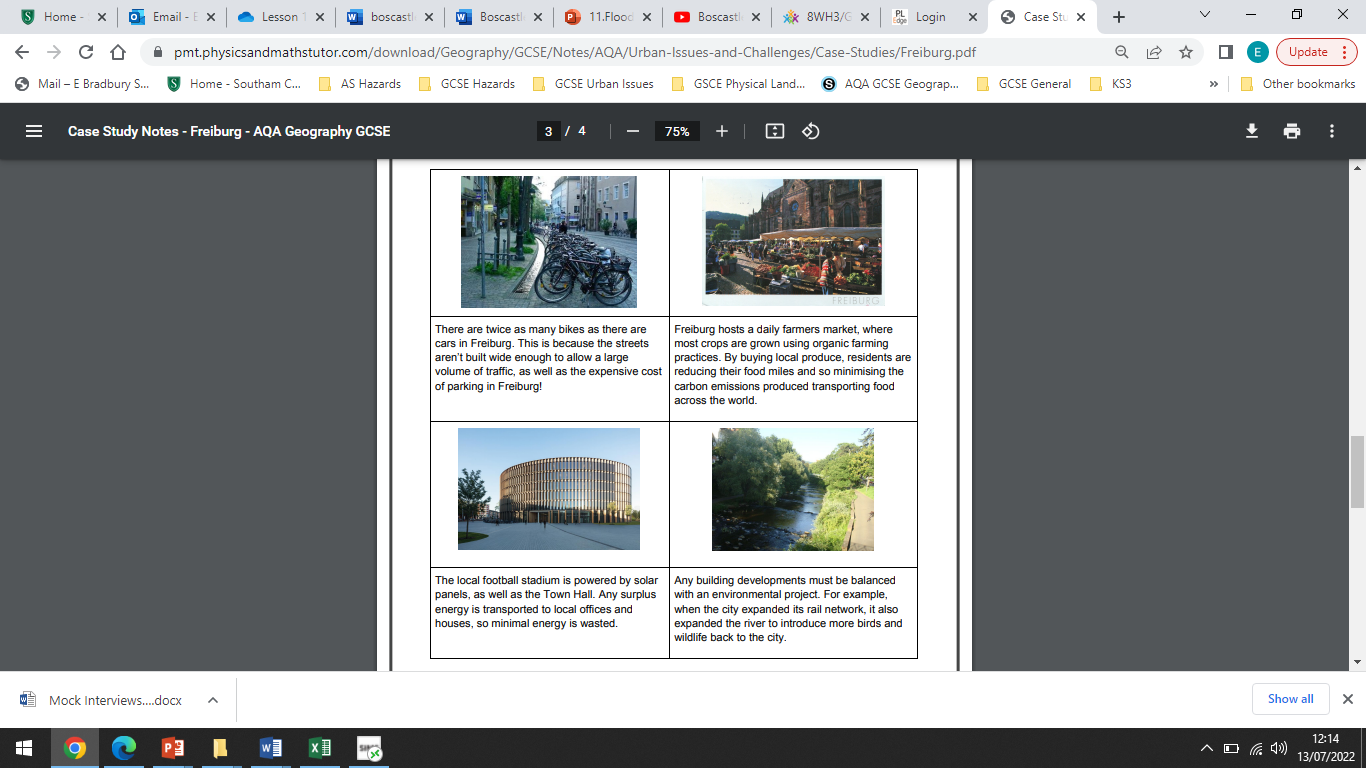 Home -
Email - E
Lesson 1
boscastl
Boscastl
11.Flood
Boscastl
8WH3/G
Login
Case Stu
pmt.physicsandmathstutor.com/download/Geography/GCSE/Notes/AQA/Urban-Issues-and-Challenges/Case-Studies/Freiburg.pdf
E
Update
Mail – E Bradbury S...
Home - Southam C...
AS Hazards
GCSE Hazards
GCSE Urban Issues
GSCE Physical Land...
AQA GCSE Geograp...
GCSE General
KS3
»
Other bookmarks
Case Study Notes - Freiburg - AQA Geography GCSE
3 / 4
75%
FREIBURG
There are twice as many bikes as there are
cars in Freiburg. This is because the streets
aren't built wide enough to allow a large
volume of traffic, as well as the expensive cost
of parking in Freiburg!
Freiburg hosts a daily farmers market, where
most crops are grown using organic farming
practices. By buying local produce, residents are
reducing their food miles and so minimising the
carbon emissions produced transporting food
across the world.
The local football stadium is powered by solar
panels, as well as the Town Hall. Any surplus
energy is transported to local offices and
houses, so minimal energy is wasted.
Any building developments must be balanced
with an environmental project. For example,
when the city expanded its rail network, it also
expanded the river to introduce more birds and
wildlife back to the city.
Mock Interviews....docx
Show all
12:14
13/07/2022